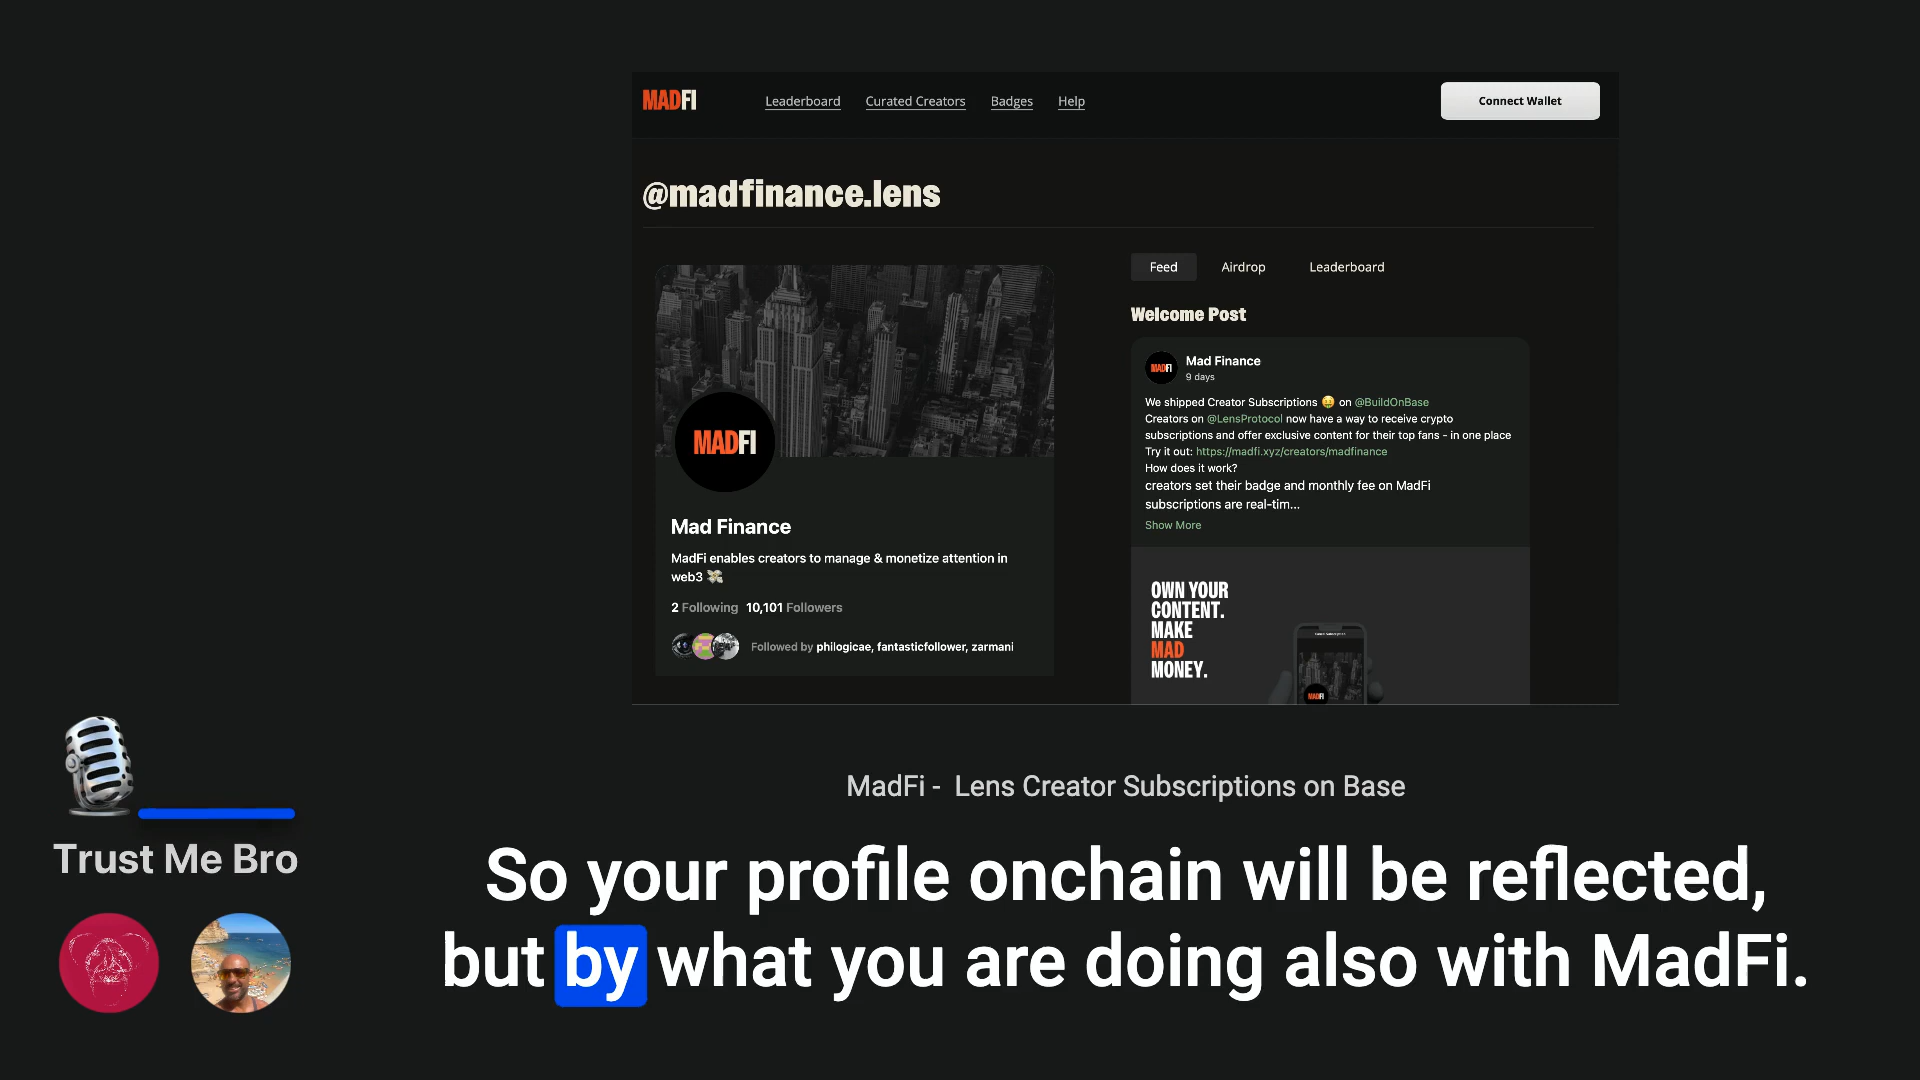 MADFI
Leaderboard
Curated Creators
Badges
Help
Connect Wallet
@madfinance.lens
MADFI
Mad Finance
MadFi enables creators to manage & monetize attention in
web3 💸
2 Following 10,101 Followers
Followed by philogicae, fantasticfollower, zarmani
Feed
Airdrop
Leaderboard
Welcome Post
MADFI
Mad Finance
9 days
We shipped Creator Subscriptions 🤑 on @BuildOnBase
Creators on @LensProtocol now have a way to receive crypto
subscriptions and offer exclusive content for their top fans - in one place
Try it out: https://madfi.xyz/creators/madfinance
How does it work?
creators set their badge and monthly fee on MadFi
subscriptions are real-tim...
Show More
OWN YOUR
CONTENT.
MAKE
MAD
MONEY.
MADFI
MadFi - Lens Creator Subscriptions on Base
Trust Me Bro
So your profile onchain will be reflected,
but by what you are doing also with MadFi.